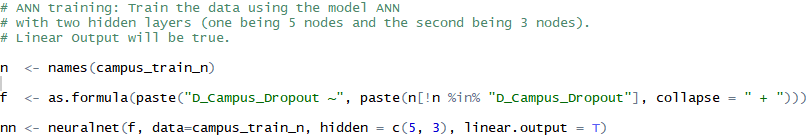 # ANN training: Train the data using the model ANN
# with two hidden layers (one being 5 nodes and the second being 3 nodes).
# Linear Output will be true.
n  <- names(campus_train_n)
f  <- as.formula(paste("D_Campus_Dropout ~", paste(n[!n %in% "D_Campus_Dropout"], collapse = " + ")))
nn <- neuralnet(f, data=campus_train_n, hidden = c(5, 3), linear.output = T)